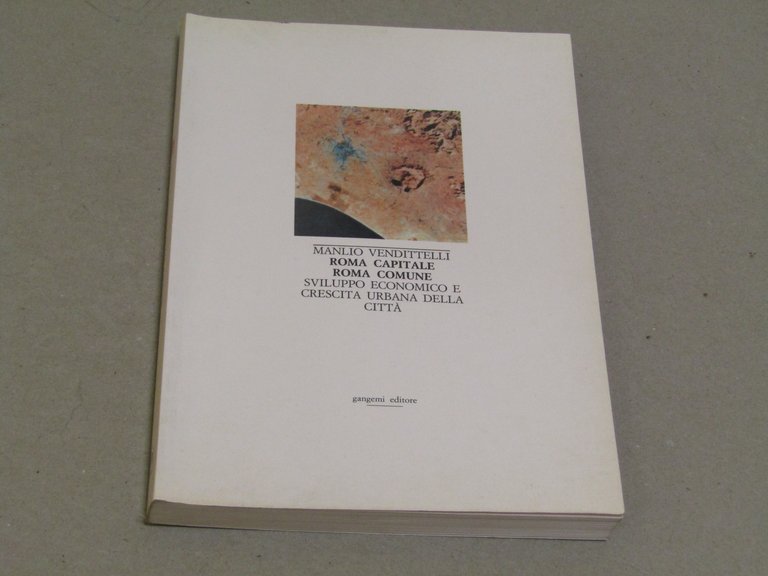 MANLIO VENDITTELLI
ROMA CAPITALE
ROMA COMUNE
SVILUPPO ECONOMICO E
CRESCITA URBANA DELLA
CITTÀ
gangemi editore